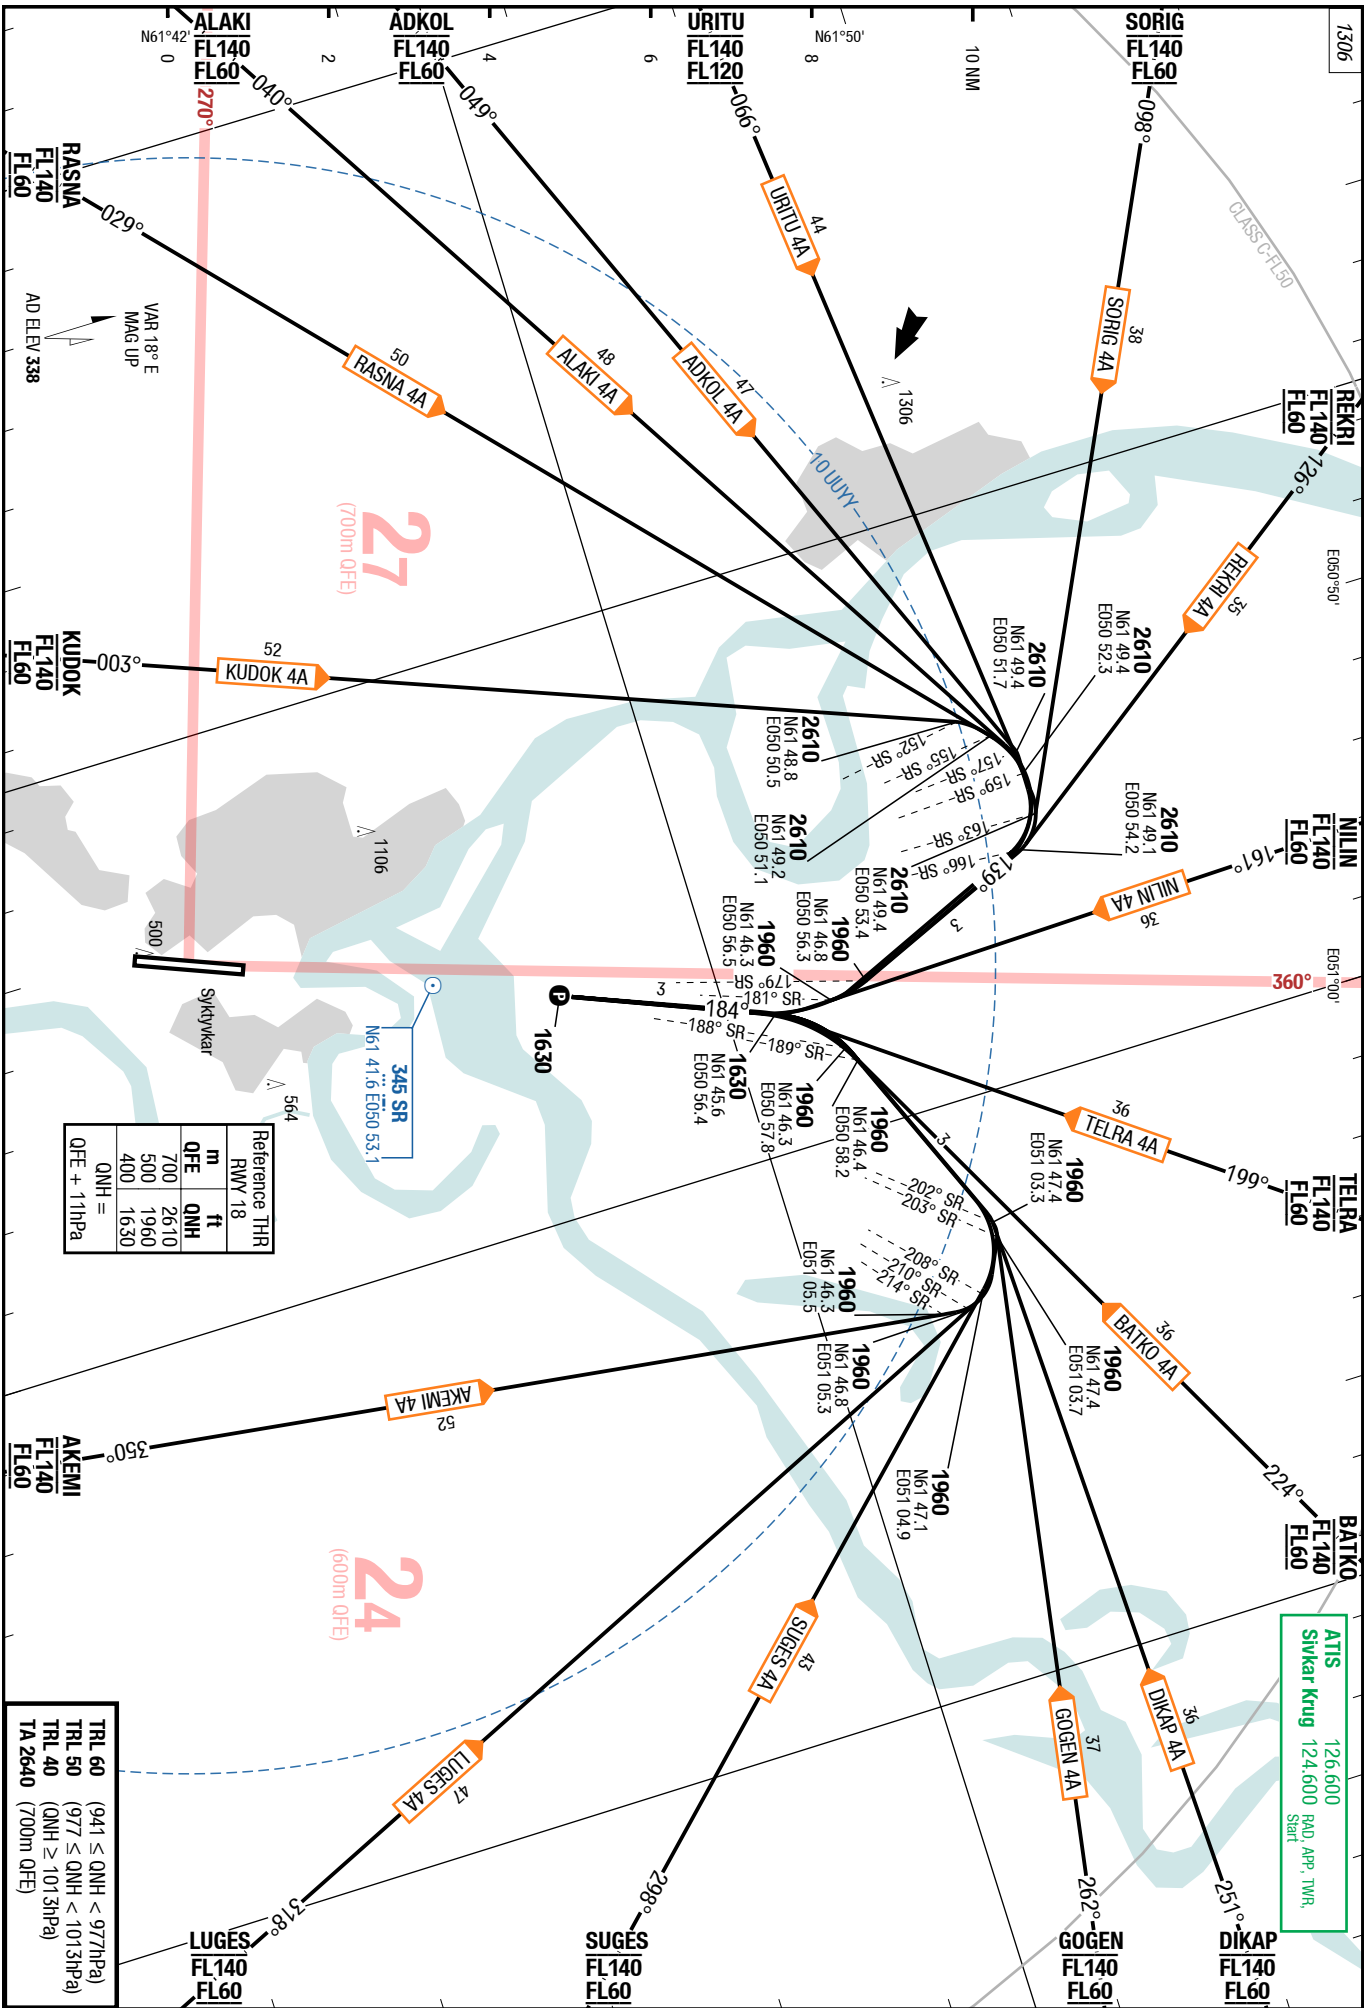 ALAKI
FL140
FL60
ADKOL
FL140
FL60
URITU
FL140
FL120
SORIG
FL140
FL60
1306
N61°42'
0
2
4
6
N61°50'
8
10 NM
270°
040°
049°
066°
098°
CLASS C-FL50
RASNA
FL140
FL60
029°
REKRI
FL140
FL60
126°
E050°50'
URITU 4A
44
SORIG 4A
38
1306
RASNA 4A
50
ALAKI 4A
48
ADKOL 4A
47
REKRI 4A
35
VAR 18° E
MAG UP
AD ELEV 338
10 UUYY
27
(700m QFE)
KUDOK
FL140
FL60
003°
KUDOK 4A
52
2610
N61 49.4
E050 51.7
2610
N61 49.4
E050 52.3
2610
N61 48.8
E050 50.5
2610
N61 49.2
E050 51.1
2610
N61 49.4
E050 53.4
2610
N61 49.1
E050 54.2
152° SR
155° SR
157° SR
159° SR
163° SR
166° SR
139°
3
NILIN
FL140
FL60
161°
NILIN 4A
36
1106
500
Syktyvkar
564
1960
N61 46.8
E050 56.3
1960
N61 46.3
E050 56.5
179° SR
181° SR
184°
3
188° SR
189° SR
360°
E051°00'
P
1630
345 SR
N61 41.6 E050 53.1
1630
N61 45.6
E050 56.4
1960
N61 46.3
E050 57.8
1960
N61 46.4
E050 58.2
3
TELRA 4A
36
199°
TELRA
FL140
FL60
1960
N61 47.4
E051 03.3
202° SR
203° SR
208° SR
210° SR
214° SR
1960
N61 46.3
E051 05.5
1960
N61 46.8
E051 05.3
1960
N61 47.4
E051 03.7
1960
N61 47.1
E051 04.9
BATKO 4A
36
224°
BATKO
FL140
FL60
Reference THR
RWY 18
m ft
QFE QNH
700 2610
500 1960
400 1630
QNH =
QFE + 11hPa
AKEMI 4A
52
350°
AKEMI
FL140
FL60
24
(600m QFE)
SUGES 4A
43
298°
GOGEN 4A
37
262°
DIKAP 4A
36
251°
LUGES 4A
47
318°
ATIS 126.600
Sivkar Krug 124.600 RAD, APP, TWR,
Start
TRL 60 (941 ≤ QNH < 977hPa)
TRL 50 (977 ≤ QNH < 1013hPa)
TRL 40 (QNH ≥ 1013hPa)
TA 2640 (700m QFE)
LUGES
FL140
FL60
SUGES
FL140
FL60
GOGEN
FL140
FL60
DIKAP
FL140
FL60